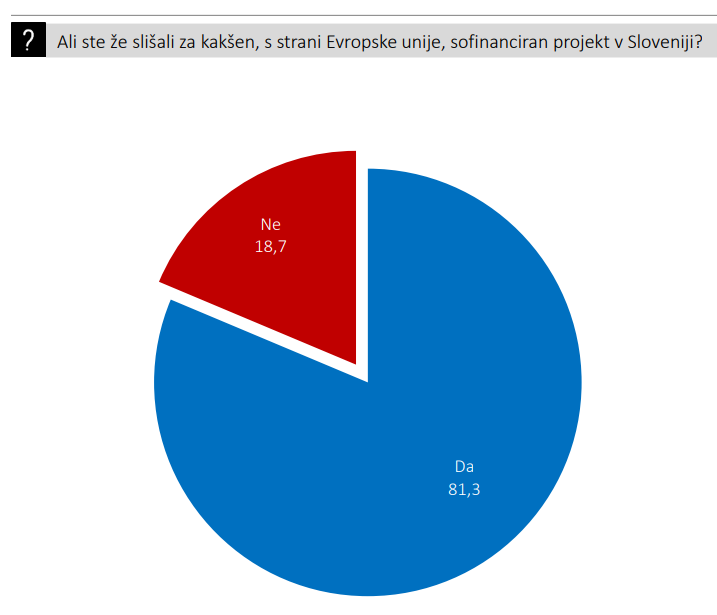 ?
Ali ste že slišali za kakšen, s strani Evropske unije, sofinanciran projekt v Sloveniji?
Ne
18,7
Da
81,3